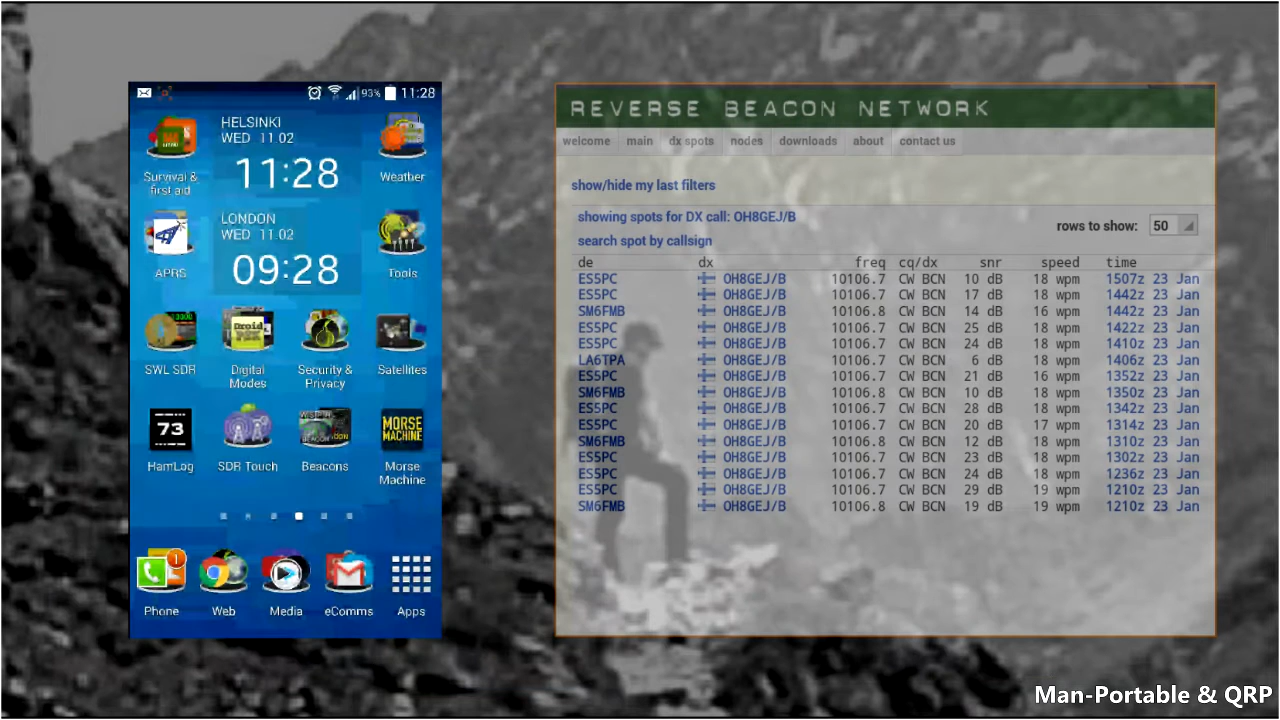 93% 11:28
HELSINKI
WED 11.02
11:28
Survival &
first aid
Weather
LONDON
WED 11.02
09:28
APRS
Tools
SWL SDR
Digital
Modes
Security &
Privacy
Satellites
73
MORSE
MACHINE
HamLog
SDR Touch
Beacons
Morse
Machine
1
Phone
Web
Media
eComms
Apps
REVERSE BEACON NETWORK
welcome main dx spots nodes downloads about contact us
show/hide my last filters
showing spots for DX call: OH8GEJ/B
rows to show: 50
search spot by callsign
de dx freq cq/dx snr speed time
ES5PC OH8GEJ/B 10106.7 CW BCN 10 dB 18 wpm 1507z 23 Jan
ES5PC OH8GEJ/B 10106.7 CW BCN 17 dB 18 wpm 1442z 23 Jan
SM6FMB OH8GEJ/B 10106.8 CW BCN 14 dB 16 wpm 1442z 23 Jan
ES5PC OH8GEJ/B 10106.7 CW BCN 25 dB 18 wpm 1422z 23 Jan
ES5PC OH8GEJ/B 10106.7 CW BCN 24 dB 18 wpm 1410z 23 Jan
LA6TPA OH8GEJ/B 10106.7 CW BCN 6 dB 18 wpm 1406z 23 Jan
ES5PC OH8GEJ/B 10106.7 CW BCN 21 dB 16 wpm 1352z 23 Jan
SM6FMB OH8GEJ/B 10106.8 CW BCN 10 dB 18 wpm 1350z 23 Jan
ES5PC OH8GEJ/B 10106.7 CW BCN 28 dB 18 wpm 1342z 23 Jan
ES5PC OH8GEJ/B 10106.7 CW BCN 20 dB 17 wpm 1314z 23 Jan
SM6FMB OH8GEJ/B 10106.8 CW BCN 12 dB 18 wpm 1310z 23 Jan
ES5PC OH8GEJ/B 10106.7 CW BCN 23 dB 18 wpm 1302z 23 Jan
ES5PC OH8GEJ/B 10106.7 CW BCN 24 dB 18 wpm 1236z 23 Jan
ES5PC OH8GEJ/B 10106.7 CW BCN 29 dB 19 wpm 1210z 23 Jan
SM6FMB OH8GEJ/B 10106.8 CW BCN 19 dB 19 wpm 1210z 23 Jan
Man-Portable & QRP